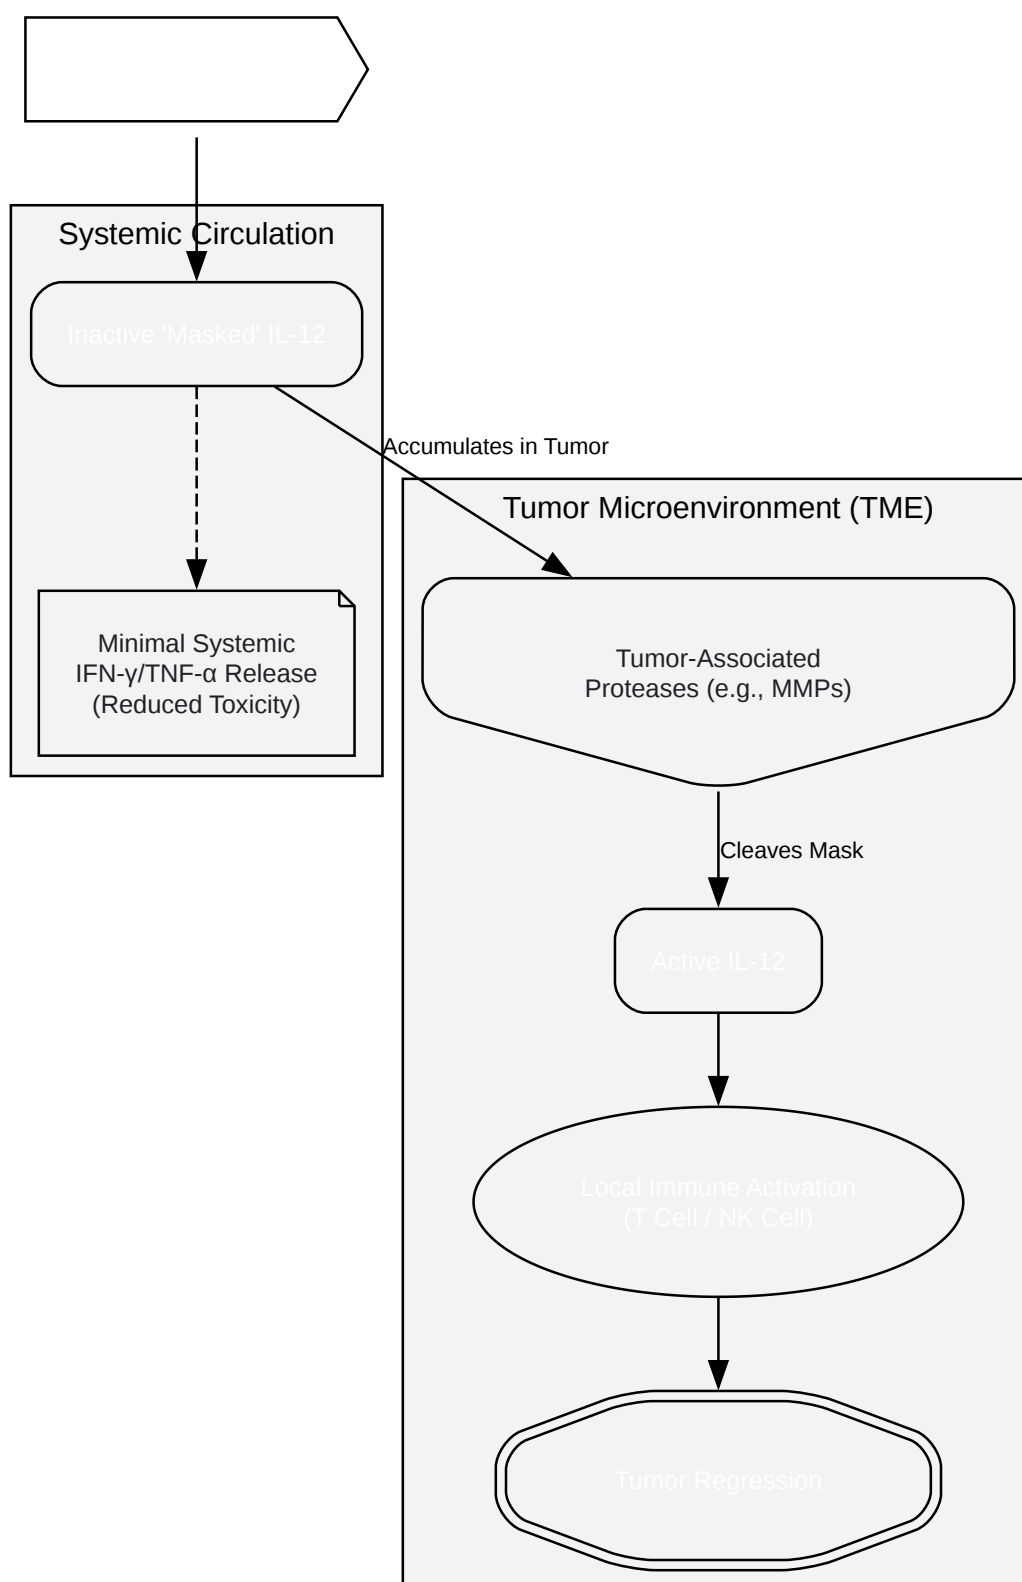 Systemic Circulation
Inactive 'Masked' IL-12
Accumulates in Tumor
Tumor Microenvironment (TME)
Minimal Systemic
IFN-γ/TNF-α Release
(Reduced Toxicity)
Tumor-Associated
Proteases (e.g., MMPs)
Cleaves Mask
Active IL-12
Local Immune Activation
(T Cell / NK Cell)
Tumor Regression